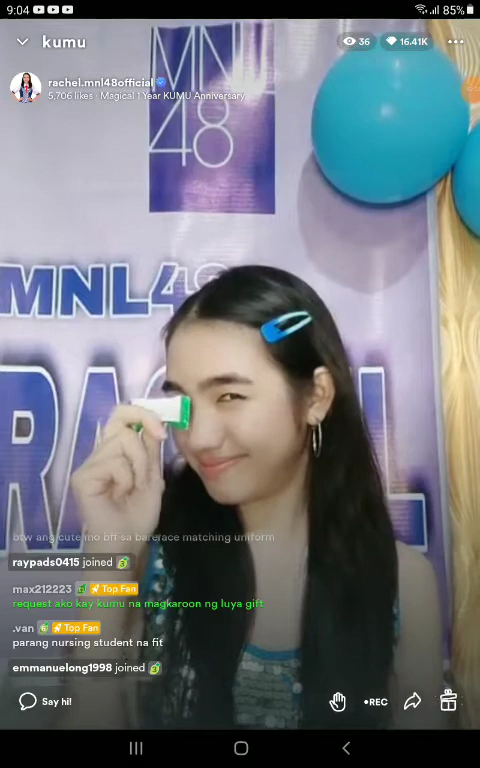 9:04
85%
kumu
36
16.41K
rachel.mnl48official
5,706 likes · Magical 1 Year KUMU Anniversary
MNL
48
MNL48
RA
L
btw ang cute mo bff sa bareface matching uniform
raypads0415 joined
max212223 Top Fan
request ako kay kumu na magkaroon ng luya gift
.van Top Fan
parang nursing student na fit
emmanuelong1998 joined
Say hi!
•REC